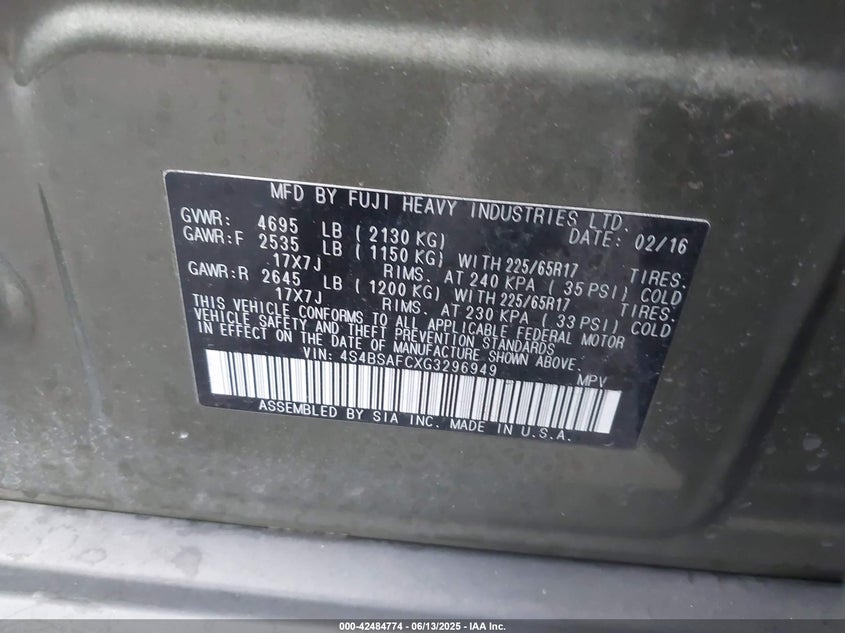 MFD BY FUJI HEAVY INDUSTRIES LTD.
GVWR: 4695 LB ( 2130 KG) DATE: 02/16
GAWR:F 2535 LB ( 1150 KG) WITH 225/65R17 TIRES.
17X7J RIMS. AT 240 KPA ( 35 PSI) COLD
GAWR:R 2645 LB ( 1200 KG) WITH 225/65R17 TIRES.
17X7J RIMS. AT 230 KPA ( 33 PSI) COLD
THIS VEHICLE CONFORMS TO ALL APPLICABLE FEDERAL MOTOR
VEHICLE SAFETY AND THEFT PREVENTION STANDARDS
IN EFFECT ON THE DATE OF MANUFACTURE SHOWN ABOVE.
VIN: 4S4BSAFCXG3296949 MPV
ASSEMBLED BY SIA INC. MADE IN U.S.A.
000-42484774 - 06/13/2025 - IAA Inc.